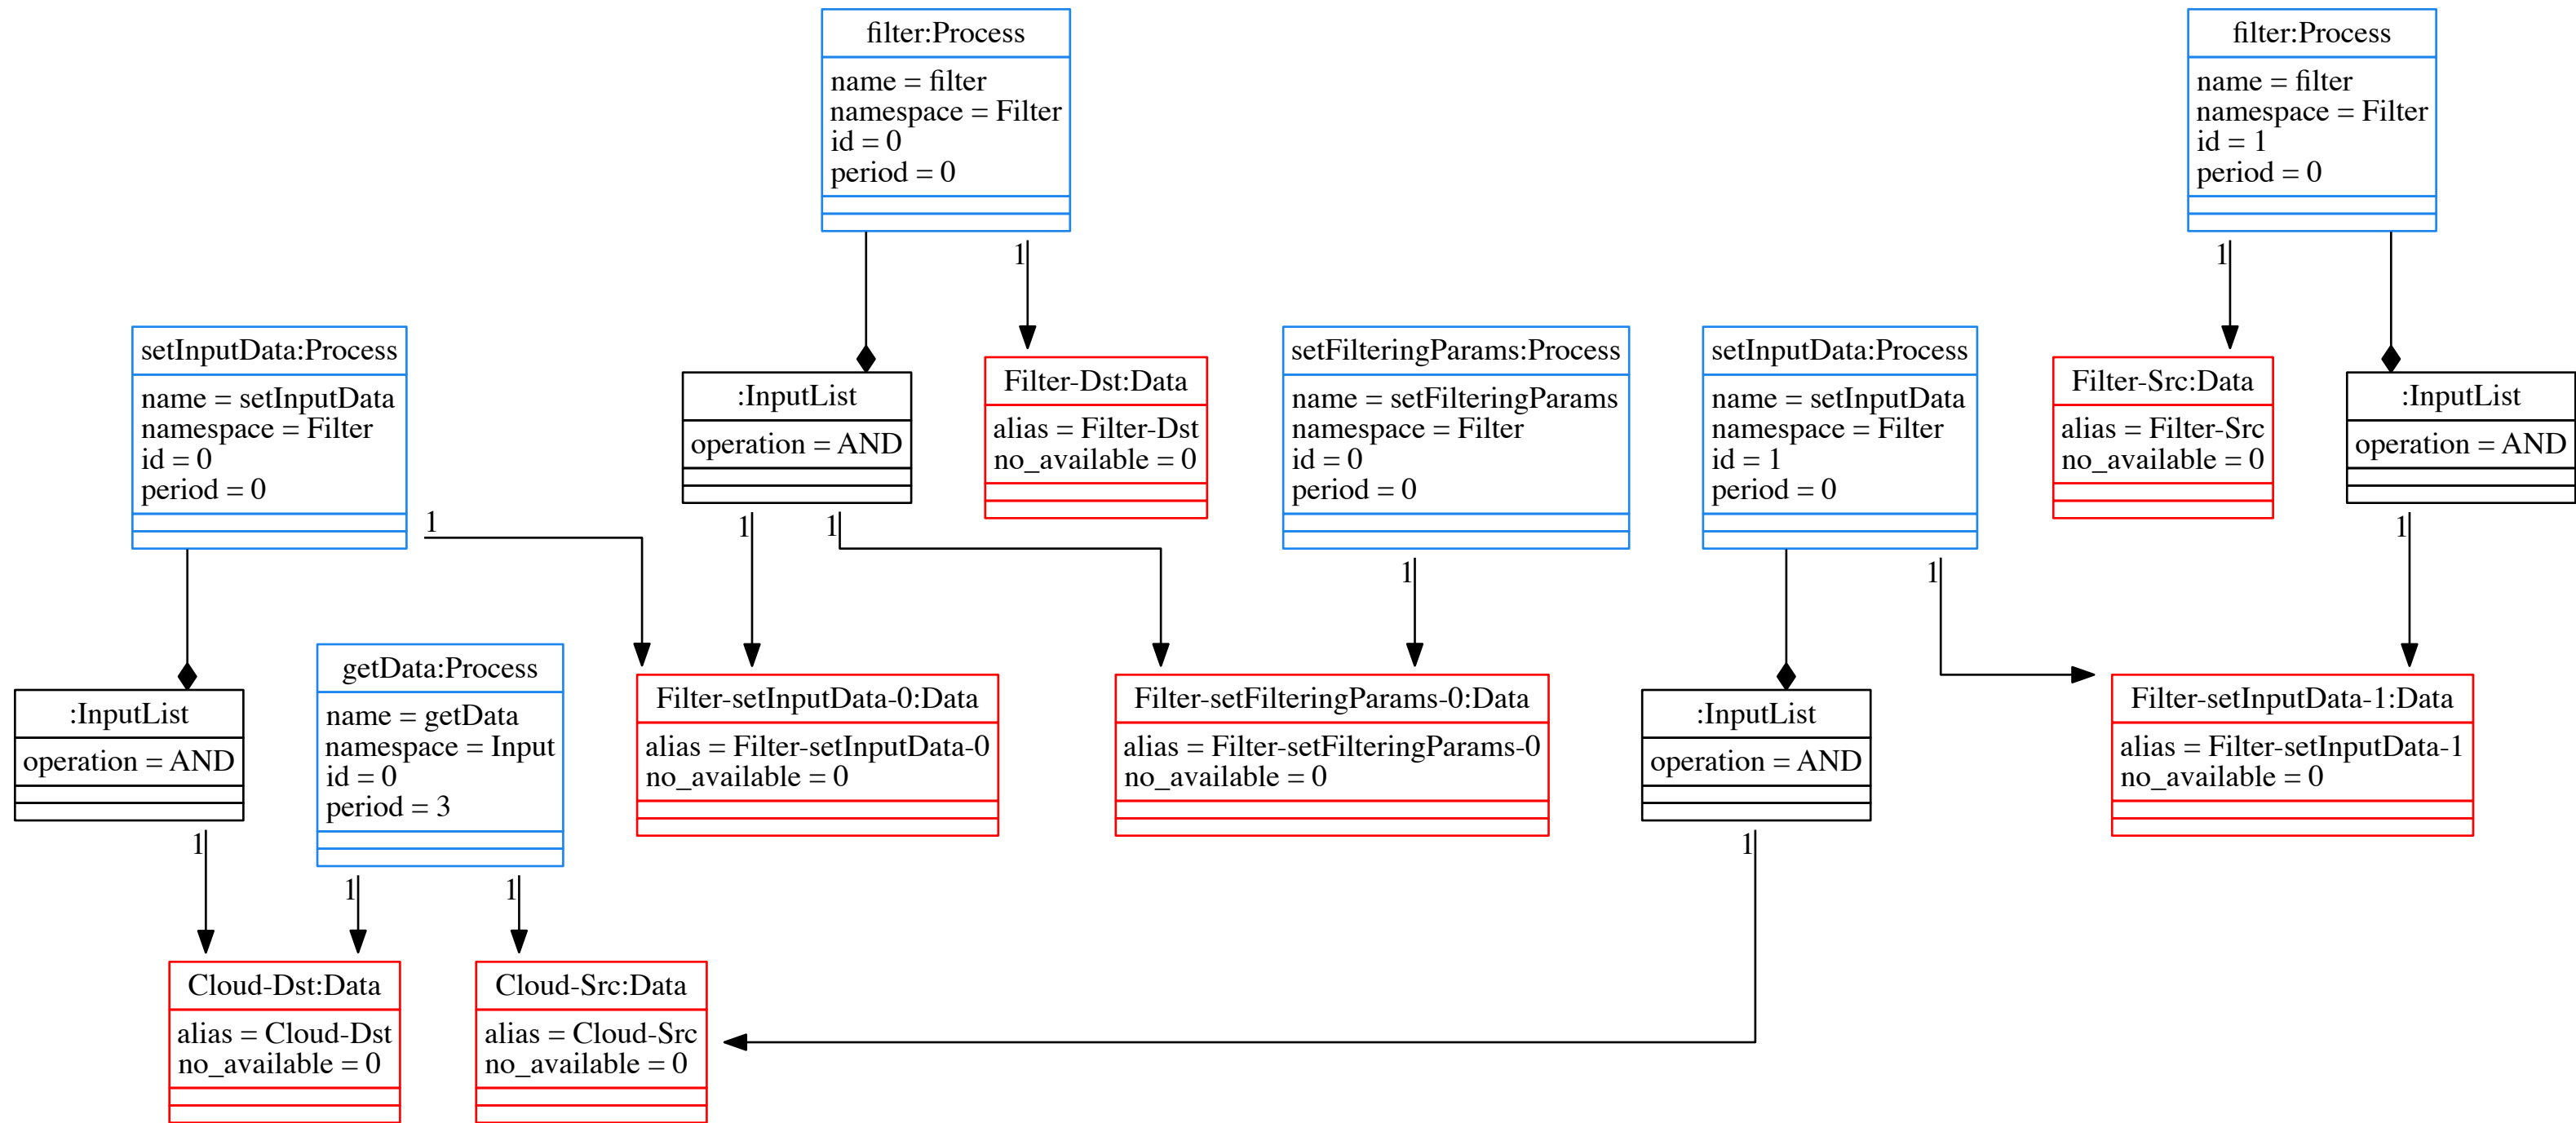 filter:Process
name = filter
namespace = Filter
id = 0
period = 0
filter:Process
name = filter
namespace = Filter
id = 1
period = 0
1
1
setInputData:Process
name = setInputData
namespace = Filter
id = 0
period = 0
1
:InputList
operation = AND
1
1
Filter-Dst:Data
alias = Filter-Dst
no_available = 0
setFilteringParams:Process
name = setFilteringParams
namespace = Filter
id = 0
period = 0
1
setInputData:Process
name = setInputData
namespace = Filter
id = 1
period = 0
1
Filter-Src:Data
alias = Filter-Src
no_available = 0
:InputList
operation = AND
1
:InputList
operation = AND
1
getData:Process
name = getData
namespace = Input
id = 0
period = 3
1
1
Filter-setInputData-0:Data
alias = Filter-setInputData-0
no_available = 0
Filter-setFilteringParams-0:Data
alias = Filter-setFilteringParams-0
no_available = 0
:InputList
operation = AND
1
Filter-setInputData-1:Data
alias = Filter-setInputData-1
no_available = 0
Cloud-Dst:Data
alias = Cloud-Dst
no_available = 0
Cloud-Src:Data
alias = Cloud-Src
no_available = 0